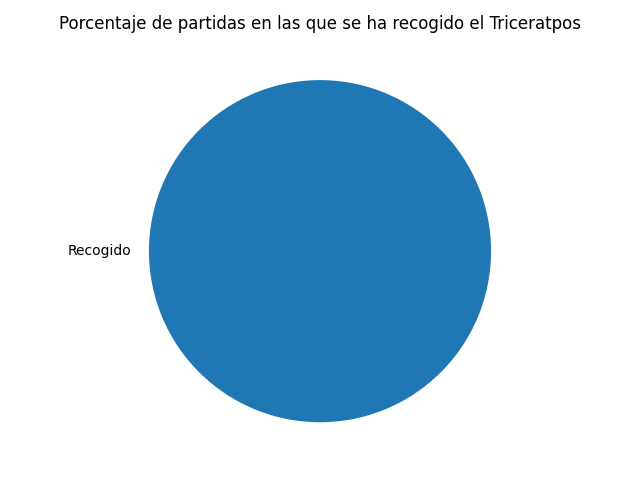 Porcentaje de partidas en las que se ha recogido el Triceratpos
Recogido